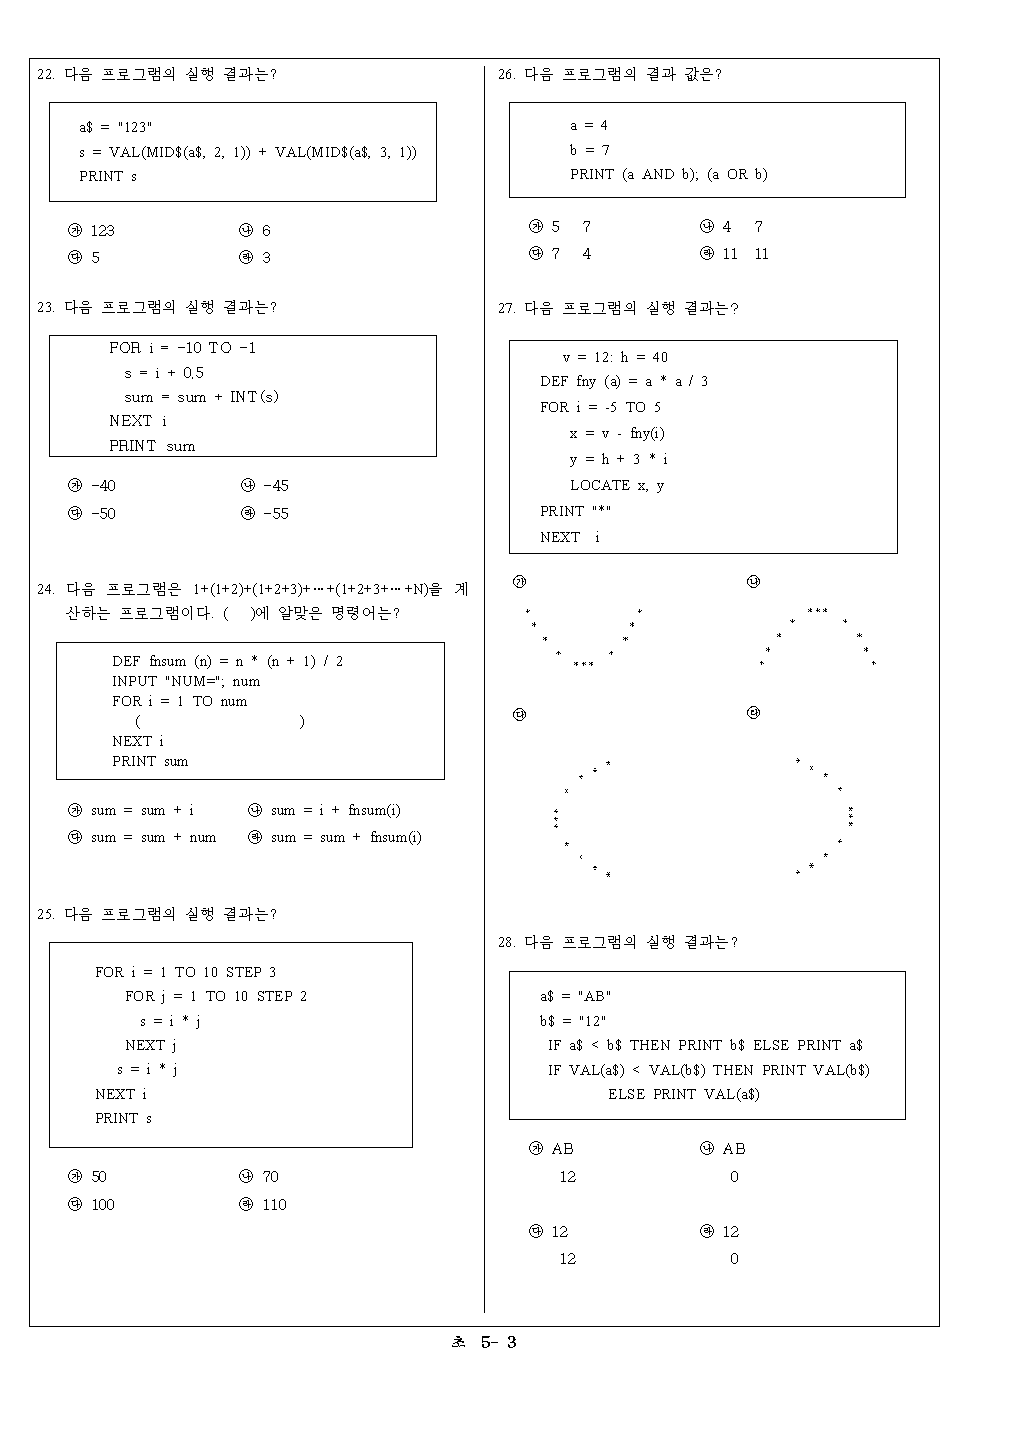 22. 다음 프로그램의 실행 결과는?
a$ = "123"
s = VAL(MID$(a$, 2, 1)) + VAL(MID$(a$, 3, 1))
PRINT s
㉮ 123 ㉯ 6
㉰ 5 ㉱ 3
23. 다음 프로그램의 실행 결과는?
FOR i = -10 TO -1
s = i + 0.5
sum = sum + INT(s)
NEXT i
PRINT sum
㉮ -40 ㉯ -45
㉰ -50 ㉱ -55
24. 다음 프로그램은 1+(1+2)+(1+2+3)+…+(1+2+3+…+N)을 계
산하는 프로그램이다. ( )에 알맞은 명령어는?
DEF fnsum (n) = n * (n + 1) / 2
INPUT "NUM="; num
FOR i = 1 TO num
( )
NEXT i
PRINT sum
㉮ sum = sum + i ㉯ sum = i + fnsum(i)
㉰ sum = sum + num ㉱ sum = sum + fnsum(i)
25. 다음 프로그램의 실행 결과는?
FOR i = 1 TO 10 STEP 3
FOR j = 1 TO 10 STEP 2
s = i * j
NEXT j
s = i * j
NEXT i
PRINT s
㉮ 50 ㉯ 70
㉰ 100 ㉱ 110
26. 다음 프로그램의 결과 값은?
a = 4
b = 7
PRINT (a AND b); (a OR b)
㉮ 5 7 ㉯ 4 7
㉰ 7 4 ㉱ 11 11
27. 다음 프로그램의 실행 결과는?
v = 12: h = 40
DEF fny (a) = a * a / 3
FOR i = -5 TO 5
x = v - fny(i)
y = h + 3 * i
LOCATE x, y
PRINT "*"
NEXT i
㉮ ㉯
㉰ ㉱
28. 다음 프로그램의 실행 결과는?
a$ = "AB"
b$ = "12"
IF a$ < b$ THEN PRINT b$ ELSE PRINT a$
IF VAL(a$) < VAL(b$) THEN PRINT VAL(b$)
ELSE PRINT VAL(a$)
㉮ AB ㉯ AB
12 0
㉰ 12 ㉱ 12
12 0
초 5- 3